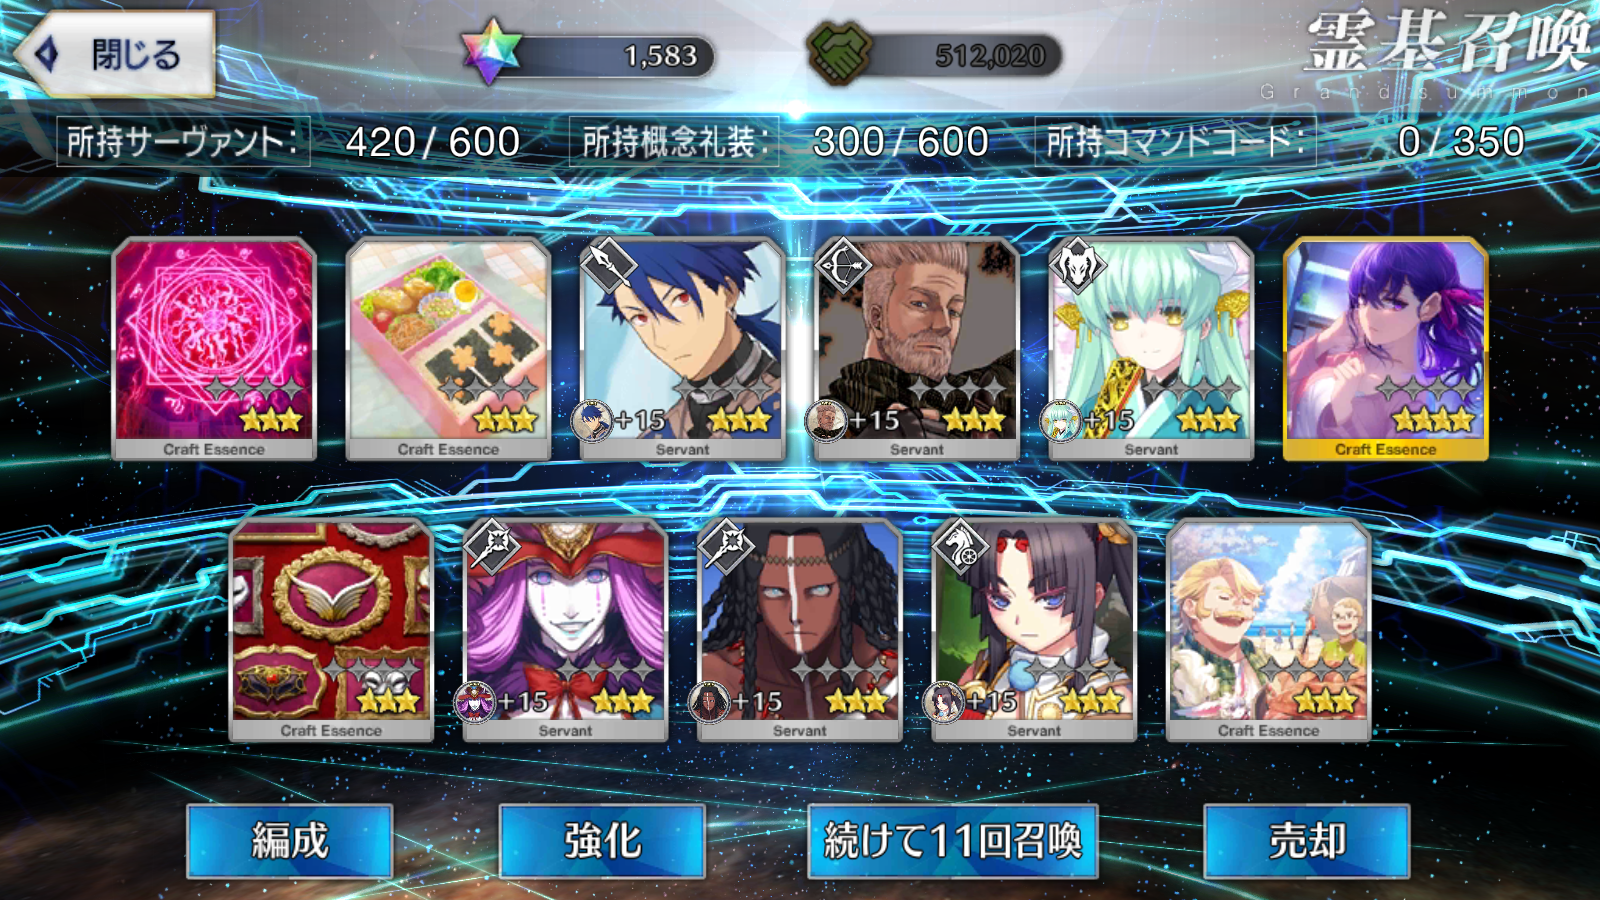 閉じる
1,583
512,020
霊基召喚
Grand summon
所持サーヴァント: 420/600
所持概念礼装: 300/600
所持コマンドコード: 0/350
Craft Essence
Craft Essence
+15
Servant
+15
Servant
+15
Servant
Craft Essence
Craft Essence
+15
Servant
+15
Servant
+15
Servant
Craft Essence
編成
強化
続けて11回召喚
売却